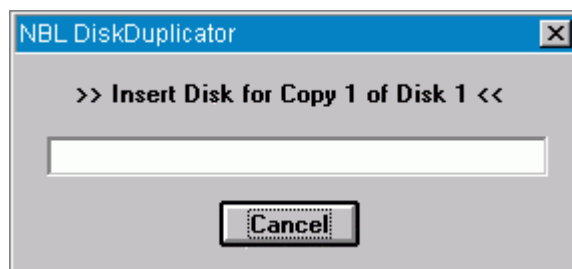 NBL DiskDuplicator
>> Insert Disk for Copy 1 of Disk 1 <<
Cancel